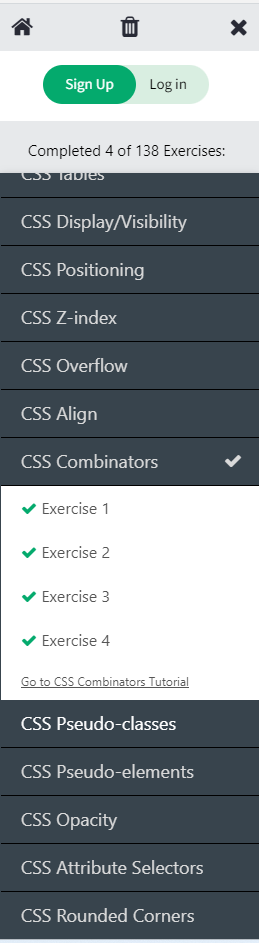 Sign Up Log in
Completed 4 of 138 Exercises:
CSS Tables
CSS Display/Visibility
CSS Positioning
CSS Z-index
CSS Overflow
CSS Align
CSS Combinators
Exercise 1
Exercise 2
Exercise 3
Exercise 4
Go to CSS Combinators Tutorial
CSS Pseudo-classes
CSS Pseudo-elements
CSS Opacity
CSS Attribute Selectors
CSS Rounded Corners